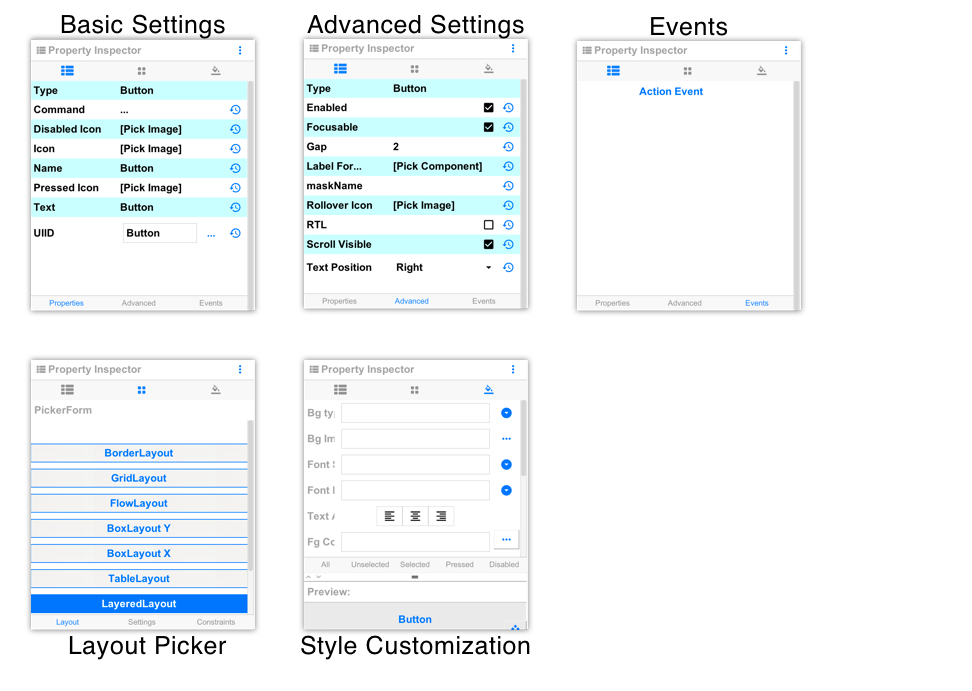 Basic Settings
Property Inspector
Type Button
Command ...
Disabled Icon [Pick Image]
Icon [Pick Image]
Name Button
Pressed Icon [Pick Image]
Text Button
UIID Button ...
Properties Advanced Events
Advanced Settings
Property Inspector
Type Button
Enabled
Focusable
Gap 2
Label For... [Pick Component]
maskName
Rollover Icon [Pick Image]
RTL
Scroll Visible
Text Position Right
Properties Advanced Events
Events
Property Inspector
Action Event
Properties Advanced Events
Property Inspector
PickerForm
BorderLayout
GridLayout
FlowLayout
BoxLayout Y
BoxLayout X
TableLayout
LayeredLayout
Layout Settings Constraints
Layout Picker
Property Inspector
Bg
Bg
Font
Font
Text
Fg
All Unselected Selected Pressed Disabled
Preview:
Button
Style Customization